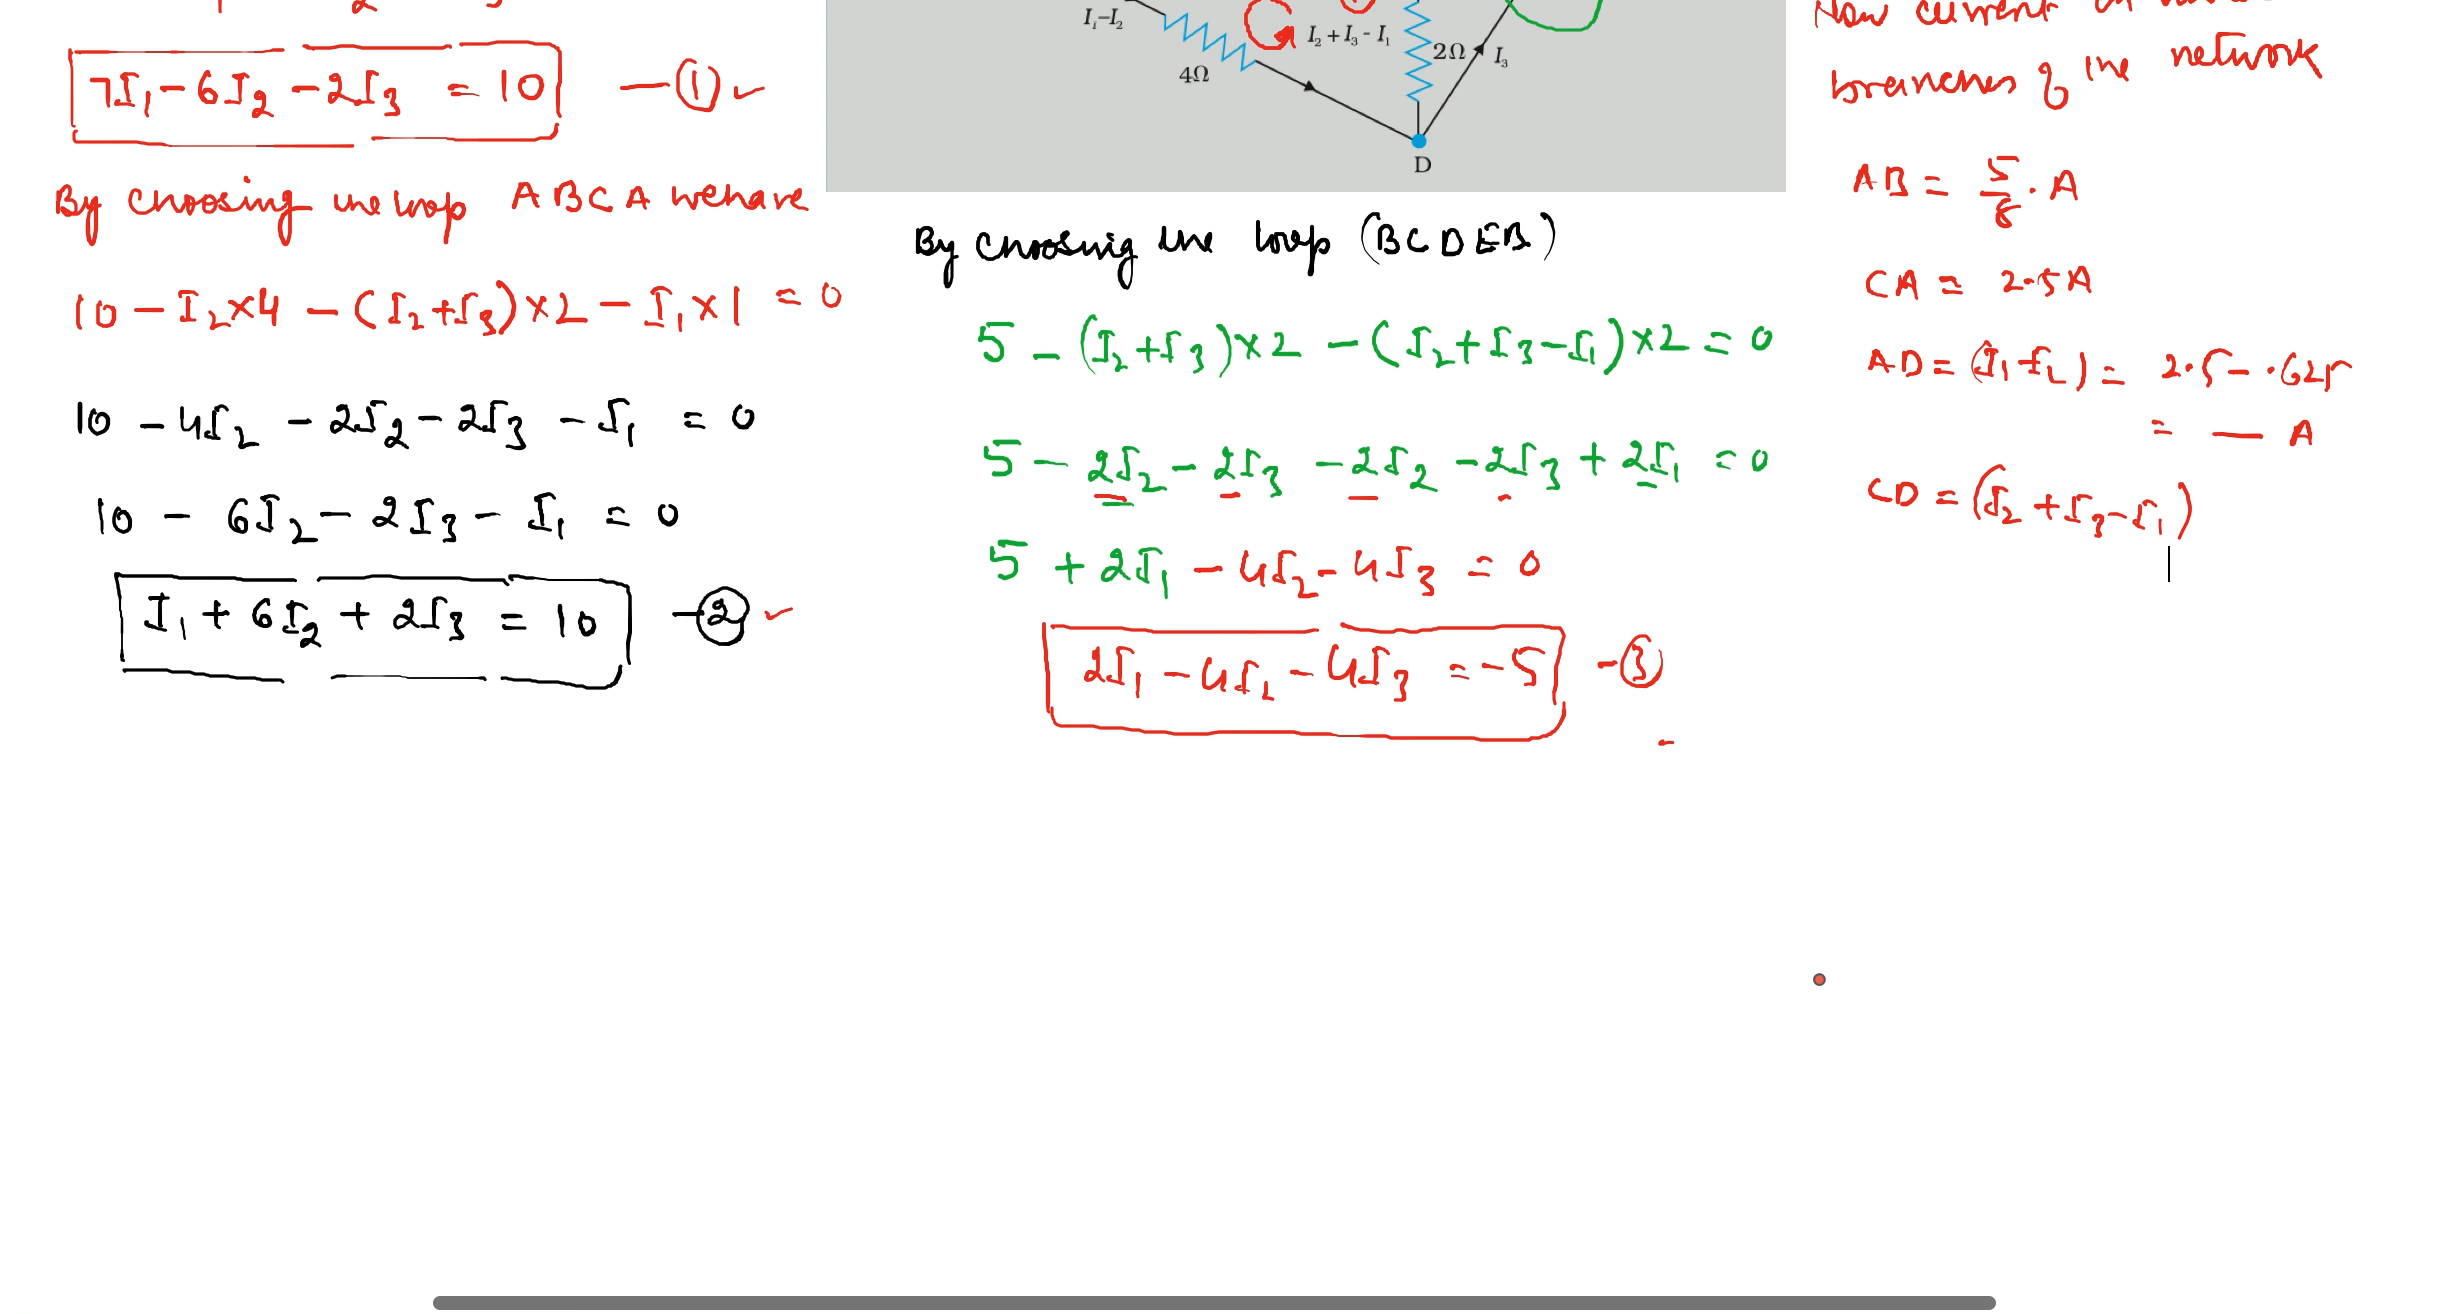 7I₁ - 6I₂ - 2I₃ = 10 - ①
By choosing the loop ABCA we have
10 - I₂×4 - (I₂+I₃)×2 - I₁×1 = 0
10 - 4I₂ - 2I₂ - 2I₃ - I₁ = 0
10 - 6I₂ - 2I₃ - I₁ = 0
I₁ + 6I₂ + 2I₃ = 10 - ②
I₁–I₂
4Ω
I₂ + I₃ - I₁
2Ω
I₃
D
By choosing the loop (BCDEB)
5 - (I₂+I₃)×2 - (I₂+I₃-I₁)×2 = 0
5 - 2I₂ - 2I₃ - 2I₂ - 2I₃ + 2I₁ = 0
5 + 2I₁ - 4I₂ - 4I₃ = 0
2I₁ - 4I₂ - 4I₃ = -5 - ③
Now current
branches of the network
AB = 5/8 . A
CA = 2.5A
AD = (I₁-I₂) = 2.5 - .625
= — A
CD = (I₂+I₃-I₁)